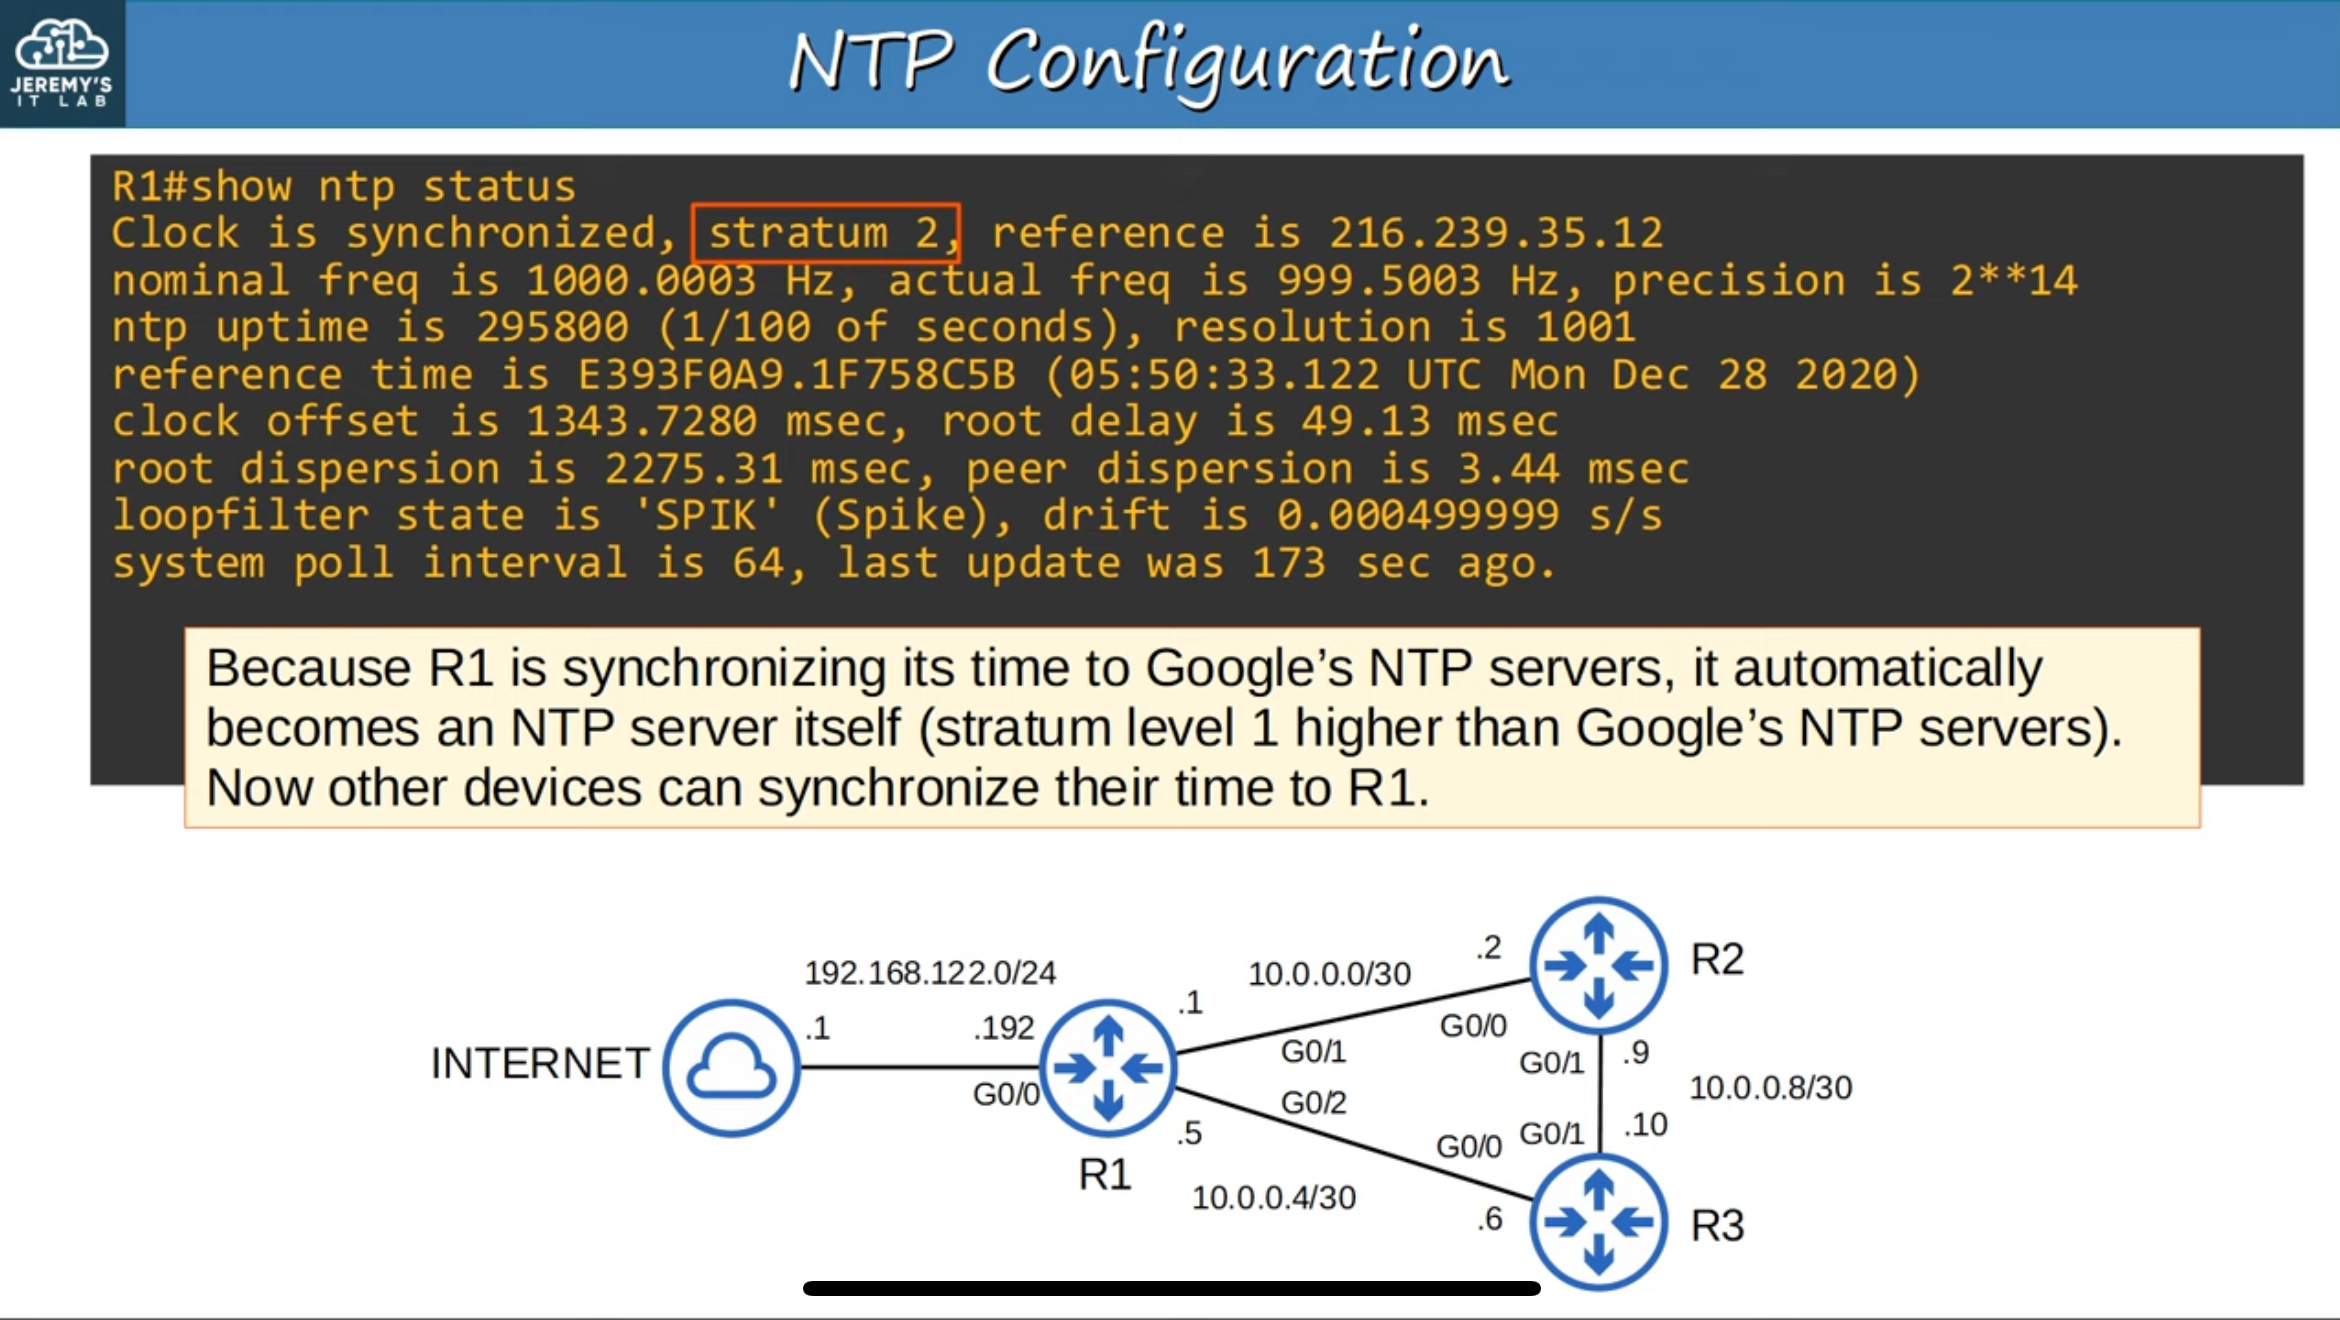 JEREMY'S
IT LAB
NTP Configuration
R1#show ntp status
Clock is synchronized, stratum 2, reference is 216.239.35.12
nominal freq is 1000.0003 Hz, actual freq is 999.5003 Hz, precision is 2**14
ntp uptime is 295800 (1/100 of seconds), resolution is 1001
reference time is E393F0A9.1F758C5B (05:50:33.122 UTC Mon Dec 28 2020)
clock offset is 1343.7280 msec, root delay is 49.13 msec
root dispersion is 2275.31 msec, peer dispersion is 3.44 msec
loopfilter state is 'SPIK' (Spike), drift is 0.000499999 s/s
system poll interval is 64, last update was 173 sec ago.
Because R1 is synchronizing its time to Google’s NTP servers, it automatically
becomes an NTP server itself (stratum level 1 higher than Google’s NTP servers).
Now other devices can synchronize their time to R1.
INTERNET
192.168.122.0/24
.1
.192
G0/0
R1
.1
10.0.0.0/30
.2
G0/1
G0/0
R2
.5
G0/2
10.0.0.4/30
G0/0
.6
G0/1
.9
10.0.0.8/30
G0/1
.10
R3